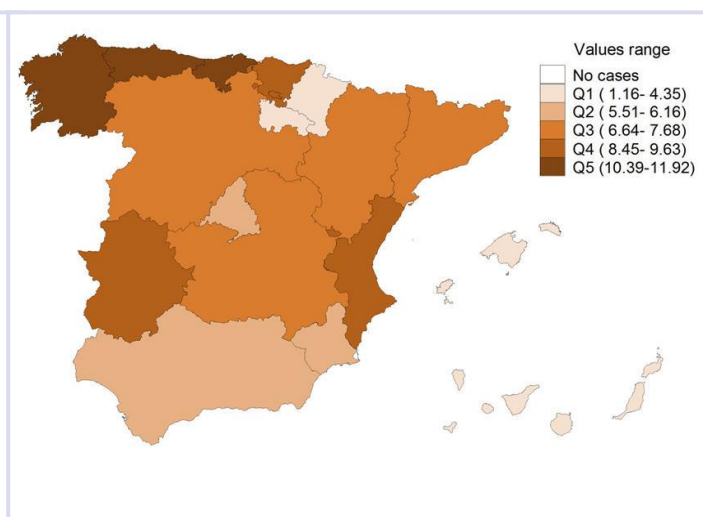 Values range
No cases
Q1 ( 1.16- 4.35)
Q2 ( 5.51- 6.16)
Q3 ( 6.64- 7.68)
Q4 ( 8.45- 9.63)
Q5 (10.39-11.92)